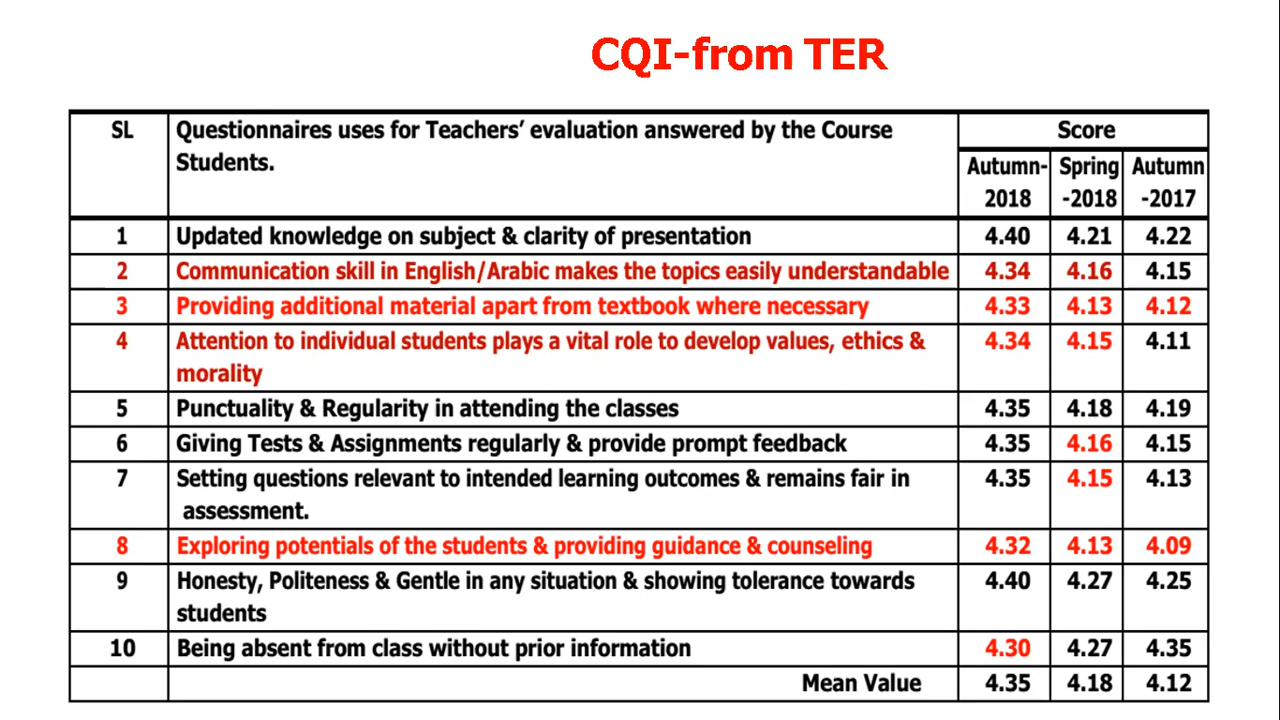 CQI-from TER
SL Questionnaires uses for Teachers’ evaluation answered by the Course Score
Students. Autumn- Spring Autumn
2018 -2018 -2017
1 Updated knowledge on subject & clarity of presentation 4.40 4.21 4.22
2 Communication skill in English/Arabic makes the topics easily understandable 4.34 4.16 4.15
3 Providing additional material apart from textbook where necessary 4.33 4.13 4.12
4 Attention to individual students plays a vital role to develop values, ethics & 4.34 4.15 4.11
morality
5 Punctuality & Regularity in attending the classes 4.35 4.18 4.19
6 Giving Tests & Assignments regularly & provide prompt feedback 4.35 4.16 4.15
7 Setting questions relevant to intended learning outcomes & remains fair in 4.35 4.15 4.13
assessment.
8 Exploring potentials of the students & providing guidance & counseling 4.32 4.13 4.09
9 Honesty, Politeness & Gentle in any situation & showing tolerance towards 4.40 4.27 4.25
students
10 Being absent from class without prior information 4.30 4.27 4.35
Mean Value 4.35 4.18 4.12